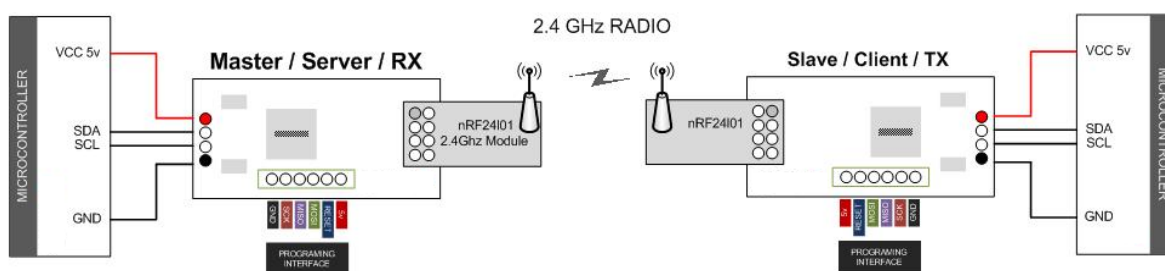 2.4 GHz RADIO
MICROCONTROLLER
VCC 5v
SDA
SCL
GND
Master / Server / RX
nRF24l01
2.4Ghz Module
GND
SCK
MISO
MOSI
RESET
5v
PROGRAMING
INTERFACE
Slave / Client / TX
nRF24l01
5v
RESET
MOSI
MISO
SCK
GND
PROGRAMING
INTERFACE
VCC 5v
SDA
SCL
GND
MICROCONTROLLER